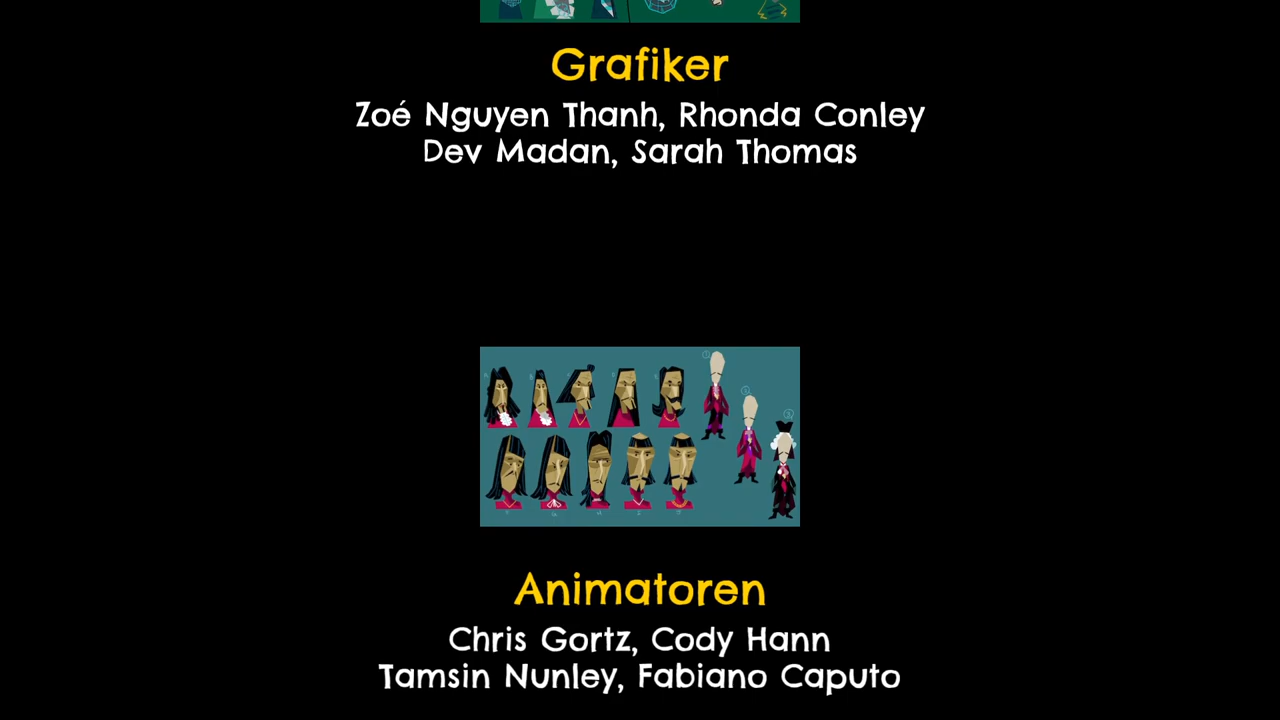 Grafiker
Zoé Nguyen Thanh, Rhonda Conley
Dev Madan, Sarah Thomas
Animatoren
Chris Gortz, Cody Hann
Tamsin Nunley, Fabiano Caputo